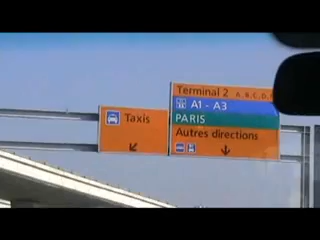 Taxis
Terminal 2 A, B, C, D,
A1 - A3
PARIS
Autres directions